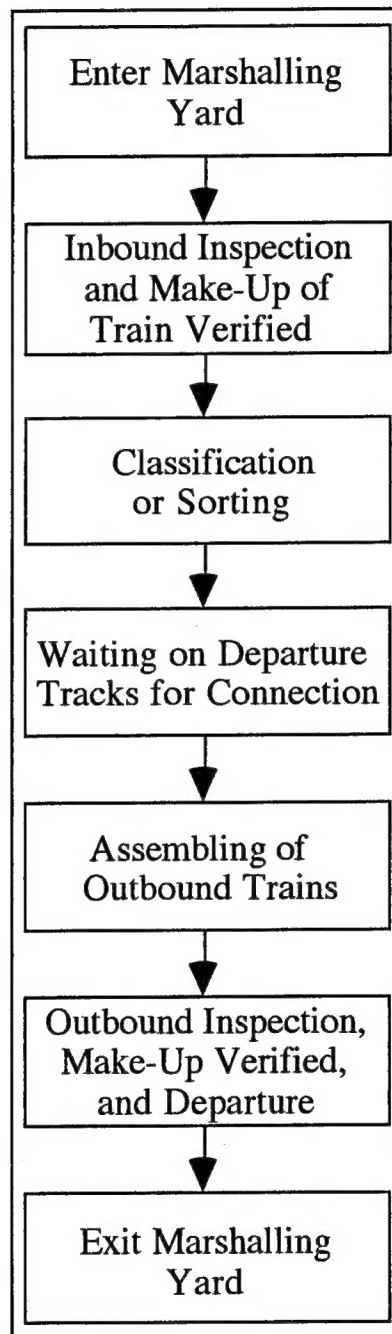 Enter Marshalling
Yard
Inbound Inspection
and Make-Up of
Train Verified
Classification
or Sorting
Waiting on Departure
Tracks for Connection
Assembling of
Outbound Trains
Outbound Inspection,
Make-Up Verified,
and Departure
Exit Marshalling
Yard